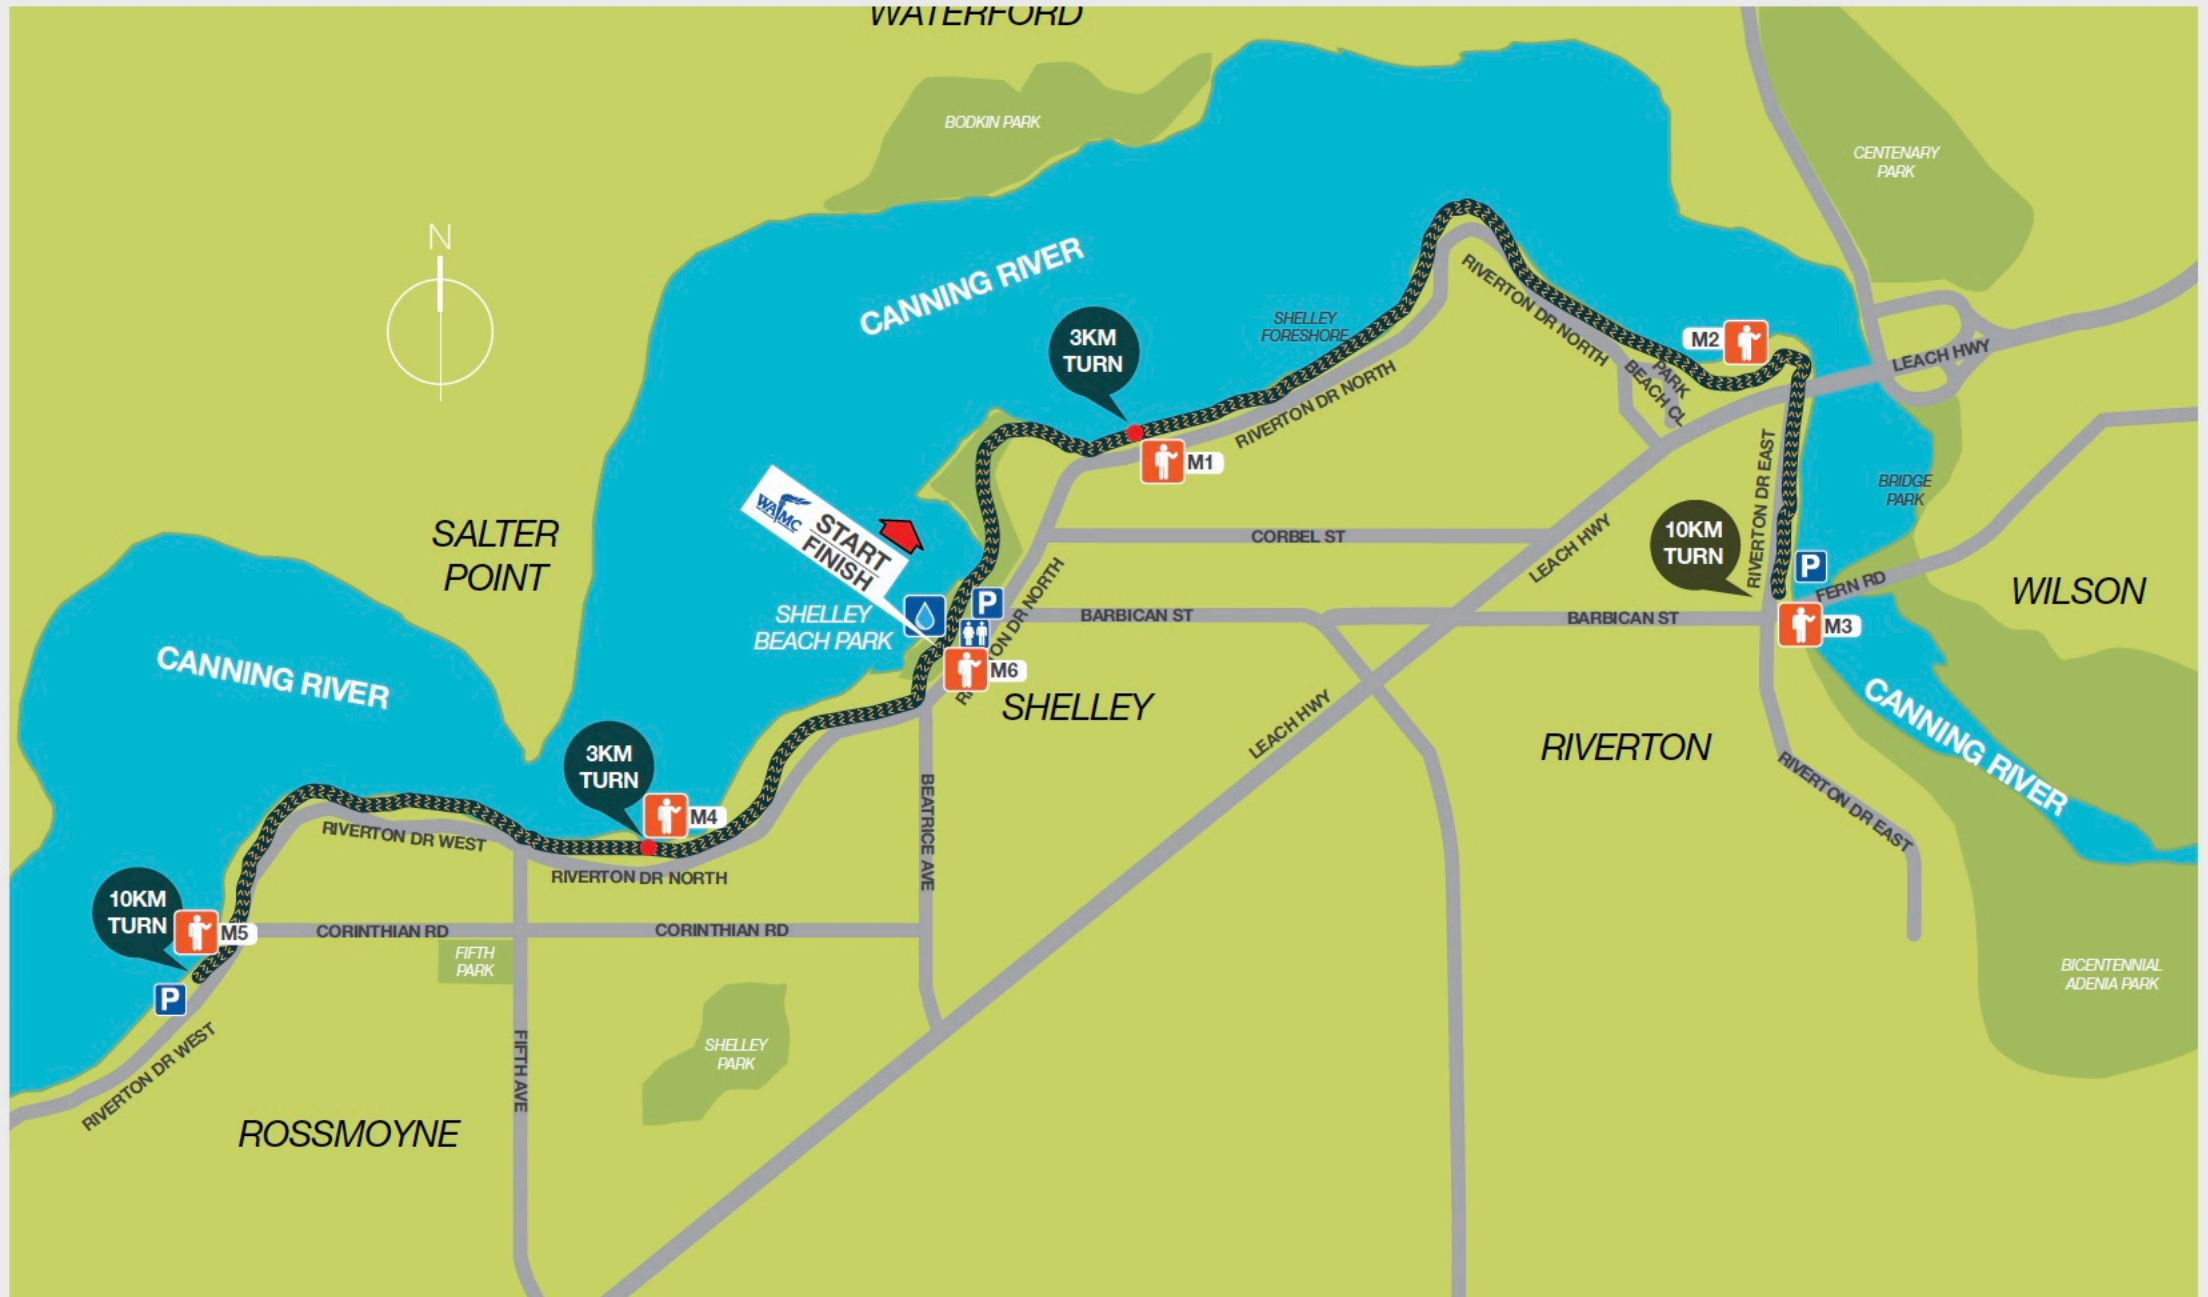 WATERFORD
BODKIN PARK
CENTENARY
PARK
N
CANNING RIVER
3KM
TURN
SHELLEY
FORESHORE
RIVERTON DR NORTH
M2
PARK
BEACH CL
LEACH HWY
RIVERTON DR NORTH
M1
RIVERTON DR EAST
BRIDGE
PARK
SALTER
POINT
WAMC
START
FINISH
CORBEL ST
LEACH HWY
10KM
TURN
P
FERN RD
WILSON
SHELLEY
BEACH PARK
P
RIVERTON DR NORTH
BARBICAN ST
BARBICAN ST
M3
CANNING RIVER
M6
SHELLEY
LEACH HWY
RIVERTON
CANNING RIVER
3KM
TURN
M4
BEATRICE AVE
RIVERTON DR EAST
RIVERTON DR WEST
RIVERTON DR NORTH
10KM
TURN
M5
CORINTHIAN RD
CORINTHIAN RD
FIFTH
PARK
P
BICENTENNIAL
ADENIA PARK
RIVERTON DR WEST
FIFTH AVE
SHELLEY
PARK
ROSSMOYNE